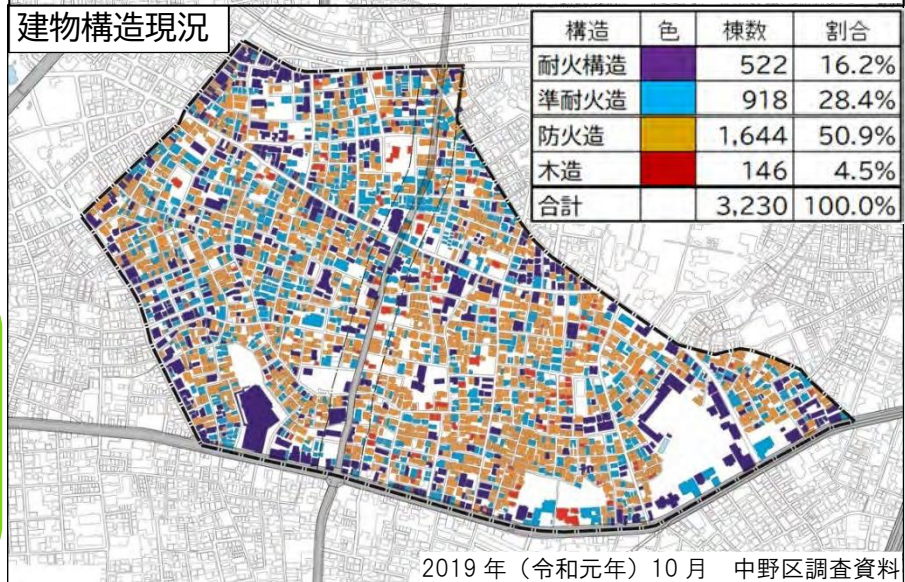 建物構造現況
構造 色 棟数 割合
耐火構造 522 16.2%
準耐火造 918 28.4%
防火造 1,644 50.9%
木造 146 4.5%
合計 3,230 100.0%
2019年（令和元年）10月 中野区調査資料